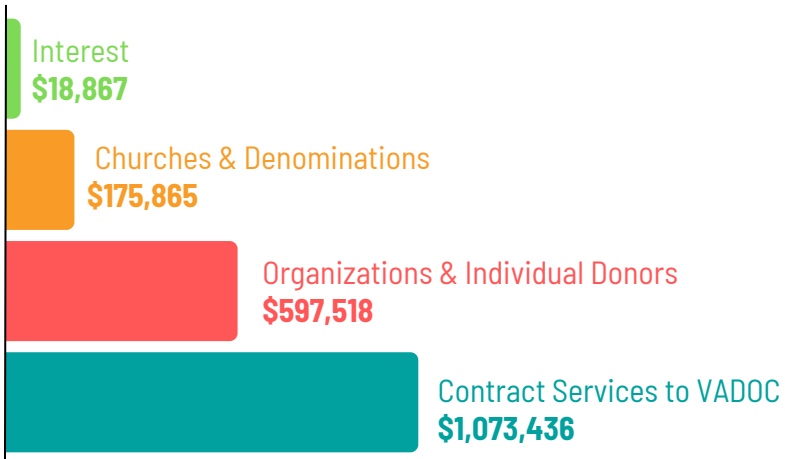 Interest
$18,867
Churches & Denominations
$175,865
Organizations & Individual Donors
$597,518
Contract Services to VADOC
$1,073,436